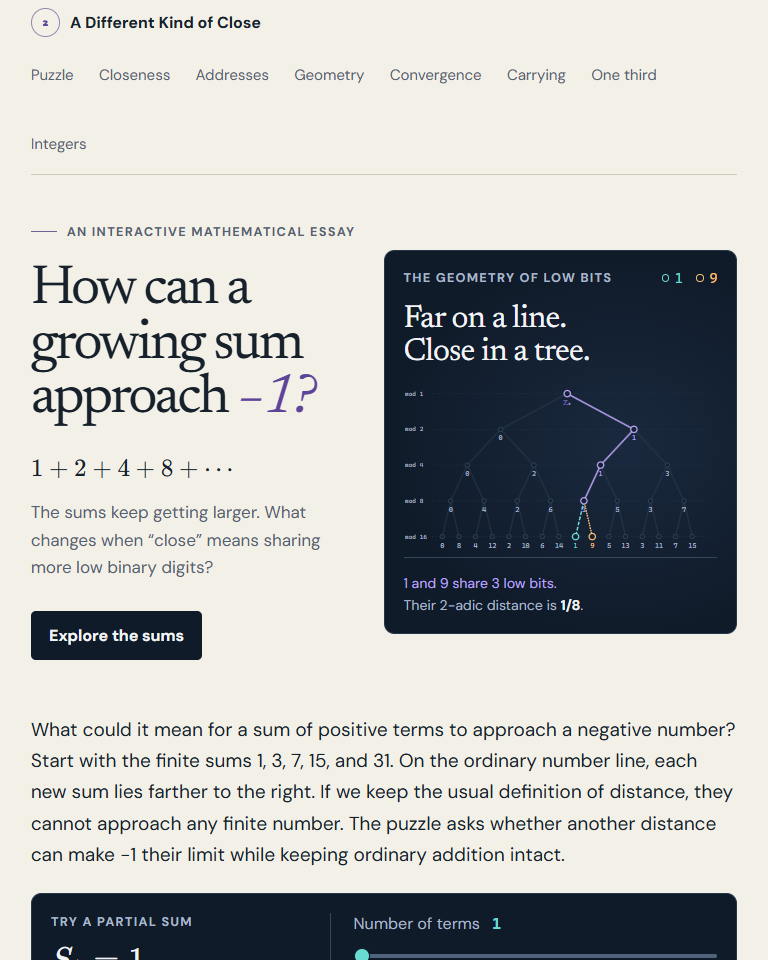 2 A Different Kind of Close
Puzzle Closeness Addresses Geometry Convergence Carrying One third
Integers
AN INTERACTIVE MATHEMATICAL ESSAY
How can a
growing sum
approach −1?
1 + 2 + 4 + 8 + ···
The sums keep getting larger. What
changes when “close” means sharing
more low binary digits?
Explore the sums
THE GEOMETRY OF LOW BITS 1 9
Far on a line.
Close in a tree.
mod 1
ℤ₂
mod 2
0 1
mod 4
0 2 1 3
mod 8
0 4 2 6 5 3 7
mod 16
0 8 4 12 2 10 6 14 1 9 5 13 3 11 7 15
1 and 9 share 3 low bits.
Their 2-adic distance is 1/8.
What could it mean for a sum of positive terms to approach a negative number?
Start with the finite sums 1, 3, 7, 15, and 31. On the ordinary number line, each
new sum lies farther to the right. If we keep the usual definition of distance, they
cannot approach any finite number. The puzzle asks whether another distance
can make −1 their limit while keeping ordinary addition intact.
TRY A PARTIAL SUM
Number of terms 1